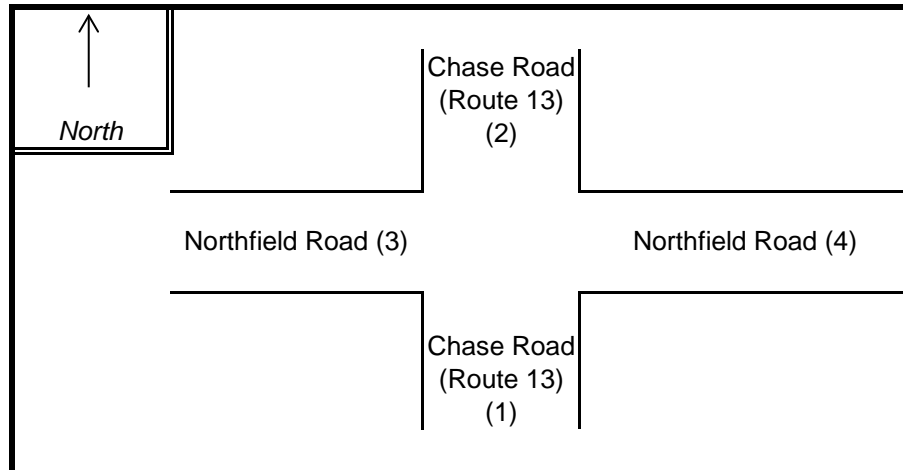 North
Chase Road
(Route 13)
(2)
Northfield Road (3)
Northfield Road (4)
Chase Road
(Route 13)
(1)